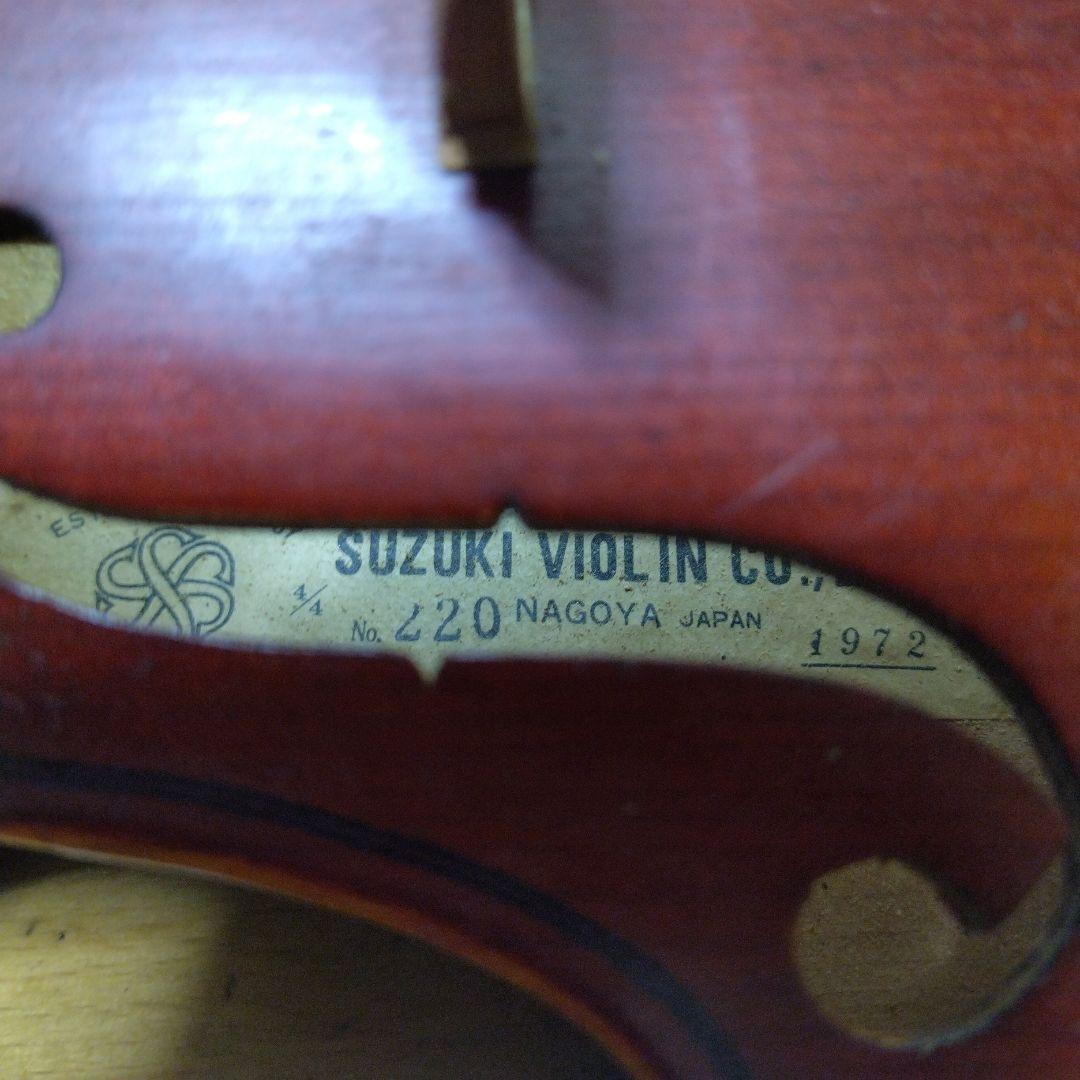 SUZUKI VIOLIN CO.,
4/4
No. 220 NAGOYA JAPAN
1972